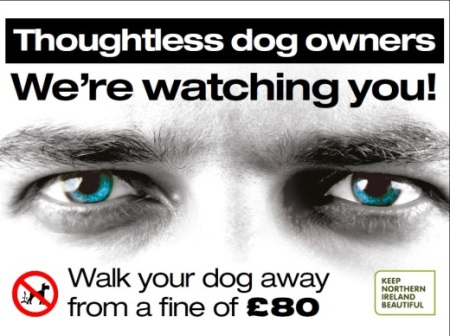 Thoughtless dog owners
We're watching you!
Walk your dog away
from a fine of £80
KEEP
NORTHERN
IRELAND
BEAUTIFUL